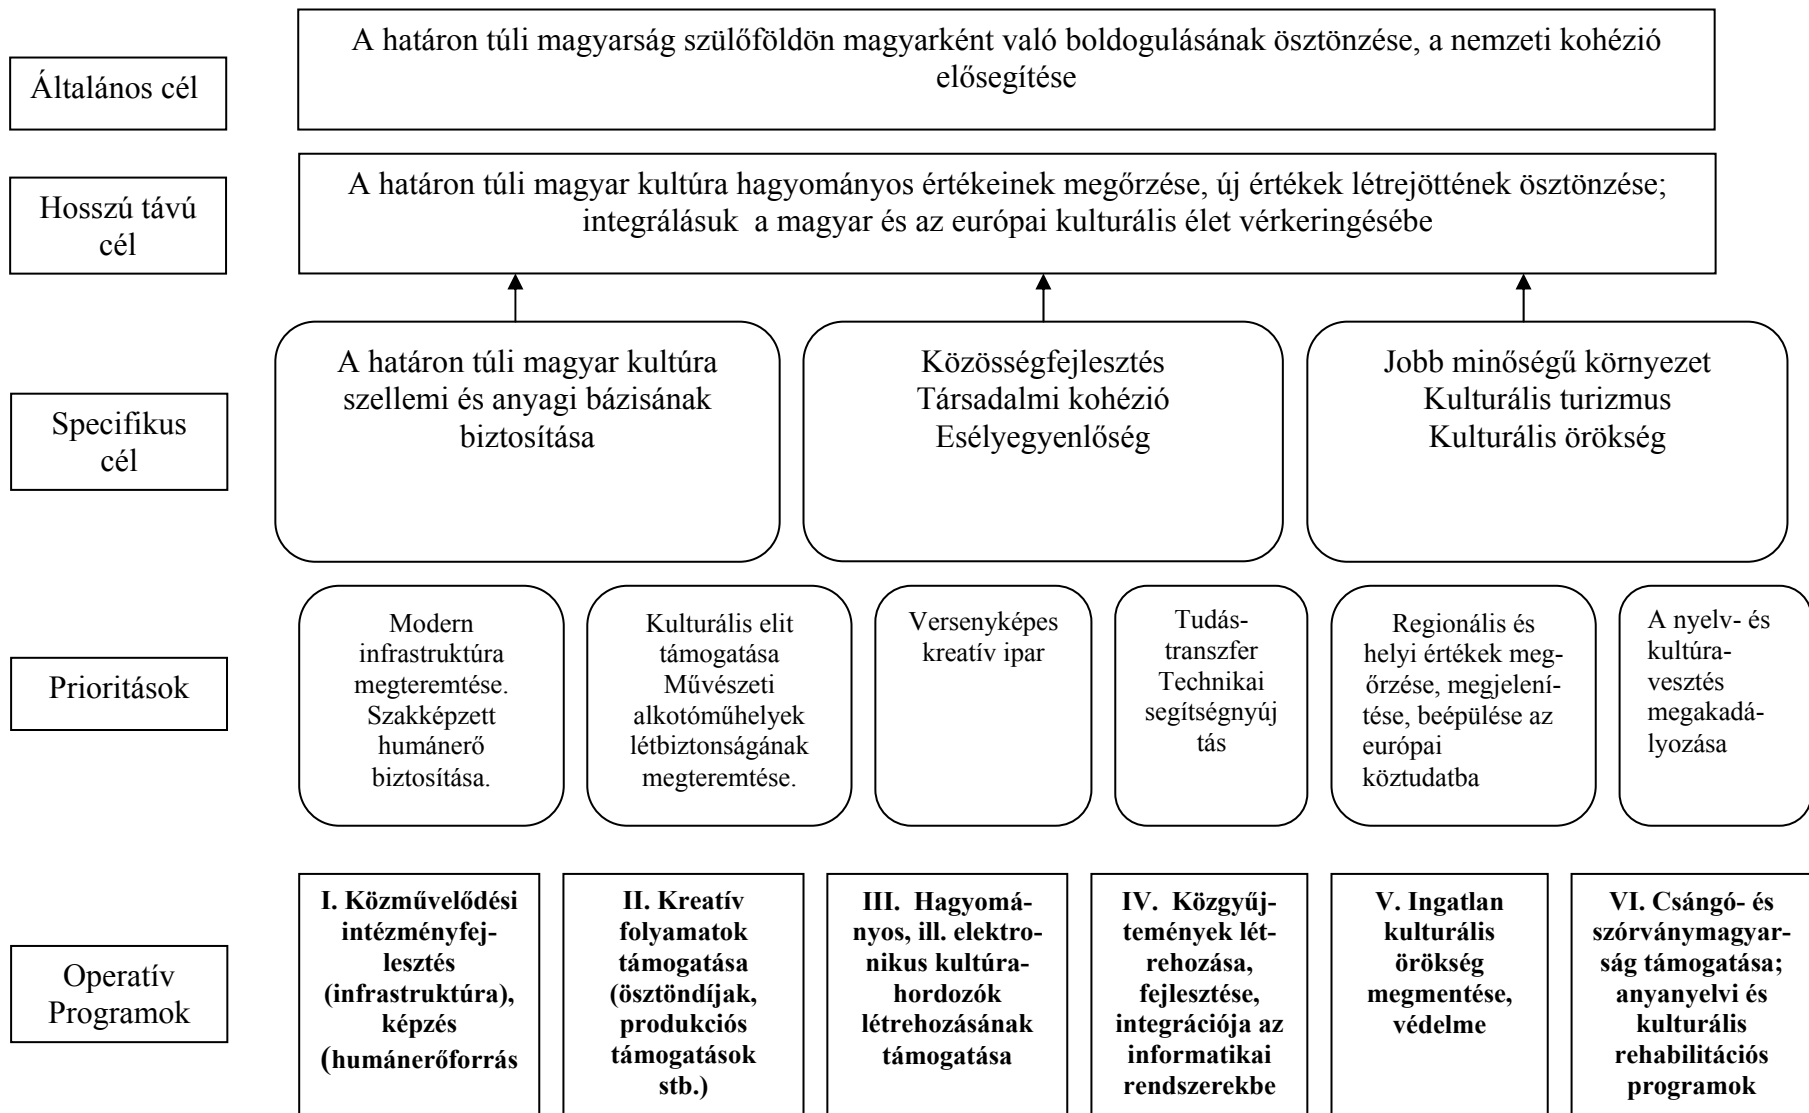 Általános cél
A határon túli magyarság szülőföldön magyarként való boldogulásának ösztönzése, a nemzeti kohézió
elősegítése
Hosszú távú
cél
A határon túli magyar kultúra hagyományos értékeinek megőrzése, új értékek létrejöttének ösztönzése;
integrálásuk a magyar és az európai kulturális élet vérkeringésébe
Specifikus
cél
A határon túli magyar kultúra
szellemi és anyagi bázisának
biztosítása
Közösségfejlesztés
Társadalmi kohézió
Esélyegyenlőség
Jobb minőségű környezet
Kulturális turizmus
Kulturális örökség
Prioritások
Modern
infrastruktúra
megteremtése.
Szakképzett
humánerő
biztosítása.
Kulturális elit
támogatása
Művészeti
alkotóműhelyek
létbiztonságának
megteremtése.
Versenyképes
kreatív ipar
Tudás-
transzfer
Technikai
segítségnyúj
tás
Regionális és
helyi értékek meg-
őrzése, megjelení-
tése, beépülése az
európai
köztudatba
A nyelv- és
kultúra-
vesztés
megakadá-
lyozása
Operatív
Programok
I. Közművelődési
intézményfej-
lesztés
(infrastruktúra),
képzés
(humánerőforrás
II. Kreatív
folyamatok
támogatása
(ösztöndíjak,
produkciós
támogatások
stb.)
III. Hagyomá-
nyos, ill. elektro-
nikus kultúra-
hordozók
létrehozásának
támogatása
IV. Közgyűj-
temények lét-
rehozása,
fejlesztése,
integrációja az
informatikai
rendszerekbe
V. Ingatlan
kulturális
örökség
megmentése,
védelme
VI. Csángó- és
szórványmagyar-
ság támogatása;
anyanyelvi és
kulturális
rehabilitációs
programok